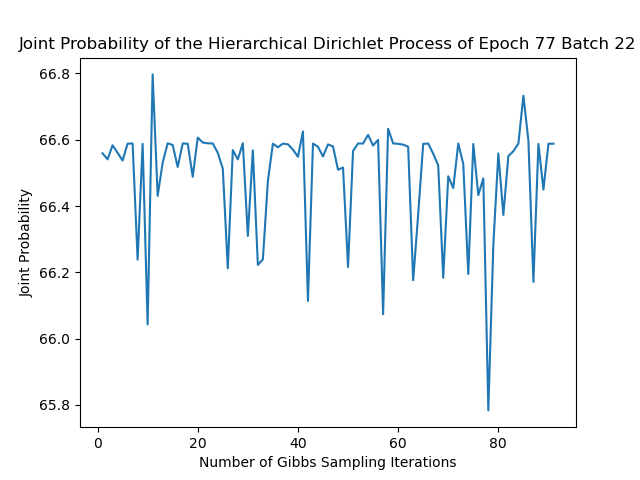 Joint Probability of the Hierarchical Dirichlet Process of Epoch 77 Batch 22
66.8
66.6
66.4
66.2
66.0
65.8
Joint Probability
0 20 40 60 80
Number of Gibbs Sampling Iterations